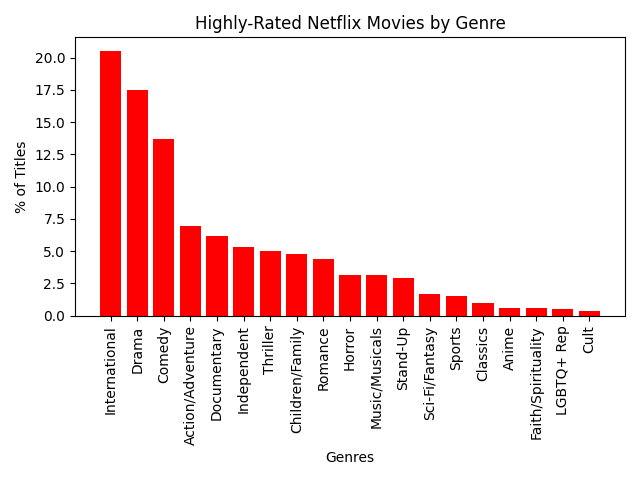 Highly-Rated Netflix Movies by Genre
% of Titles
20.0
17.5
15.0
12.5
10.0
7.5
5.0
2.5
0.0
International
Drama
Comedy
Action/Adventure
Documentary
Independent
Thriller
Children/Family
Romance
Horror
Music/Musicals
Stand-Up
Sci-Fi/Fantasy
Sports
Classics
Anime
Faith/Spirituality
LGBTQ+ Rep
Cult
Genres